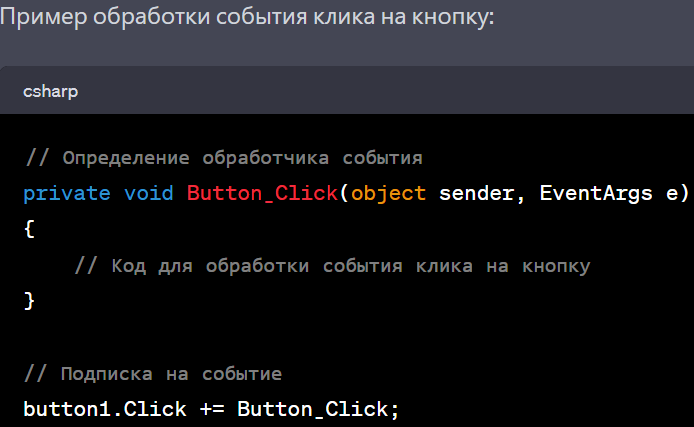 Пример обработки события клика на кнопку:
csharp
// Определение обработчика события
private void Button_Click(object sender, EventArgs e)
{
// Код для обработки события клика на кнопку
}
// Подписка на событие
button1.Click += Button_Click;